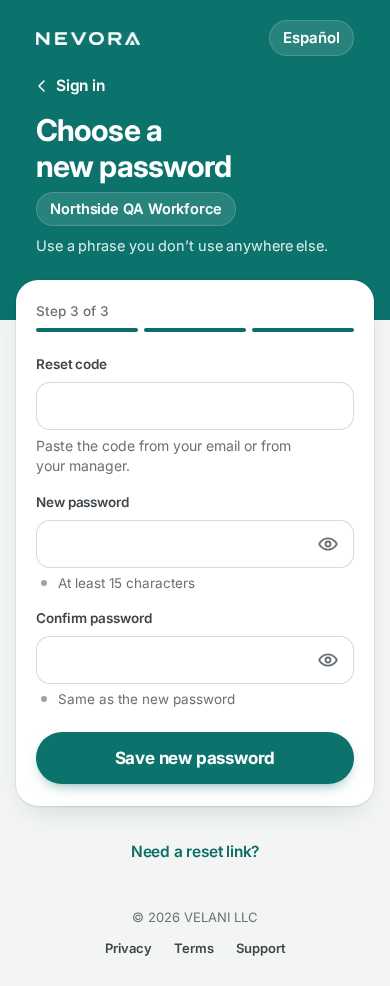 NEVORA
Español
Sign in
Choose a
new password
Northside QA Workforce
Use a phrase you don’t use anywhere else.
Step 3 of 3
Reset code
Paste the code from your email or from
your manager.
New password
At least 15 characters
Confirm password
Same as the new password
Save new password
Need a reset link?
© 2026 VELANI LLC
Privacy Terms Support